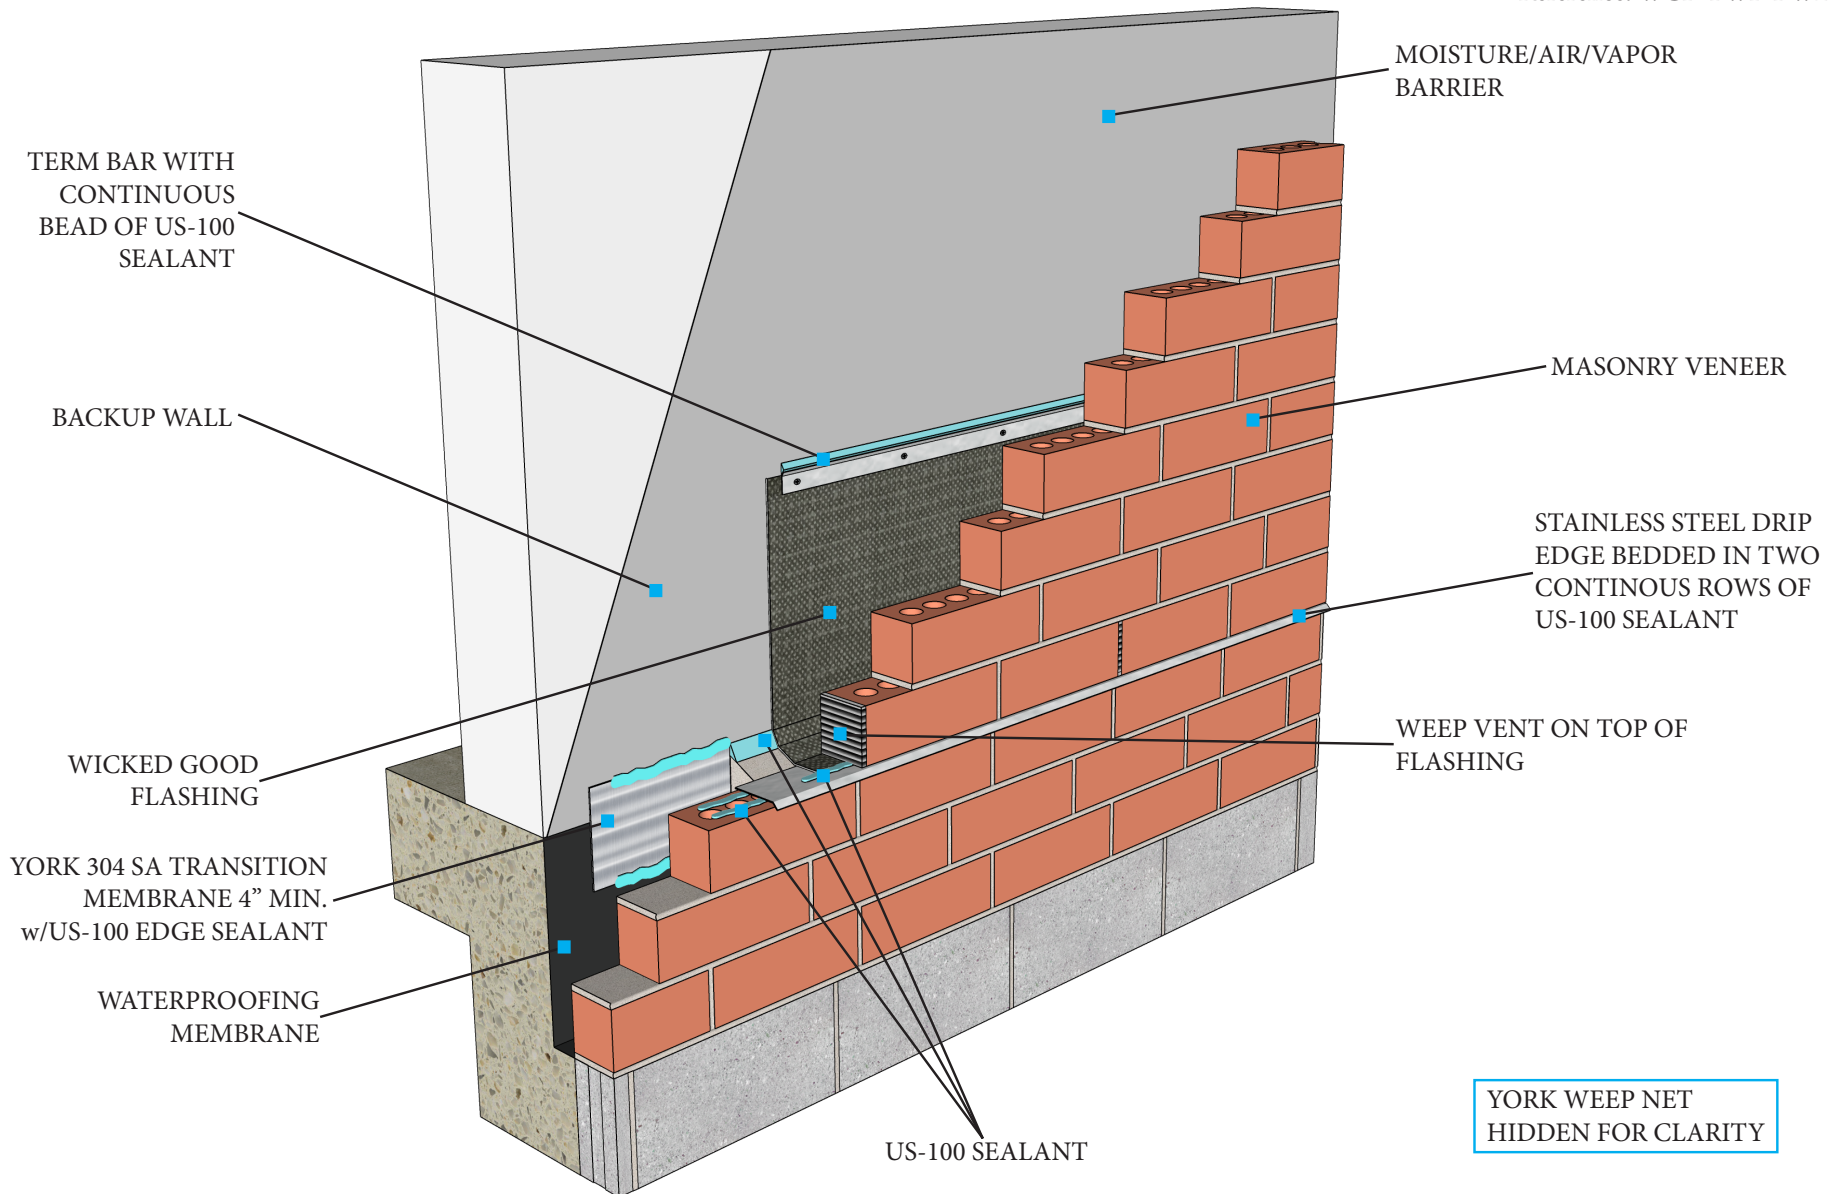 MOISTURE/AIR/VAPOR
BARRIER
TERM BAR WITH
CONTINUOUS
BEAD OF US-100
SEALANT
MASONRY VENEER
BACKUP WALL
STAINLESS STEEL DRIP
EDGE BEDDED IN TWO
CONTINOUS ROWS OF
US-100 SEALANT
WEEP VENT ON TOP OF
FLASHING
WICKED GOOD
FLASHING
YORK 304 SA TRANSITION
MEMBRANE 4” MIN.
w/US-100 EDGE SEALANT
WATERPROOFING
MEMBRANE
US-100 SEALANT
YORK WEEP NET
HIDDEN FOR CLARITY